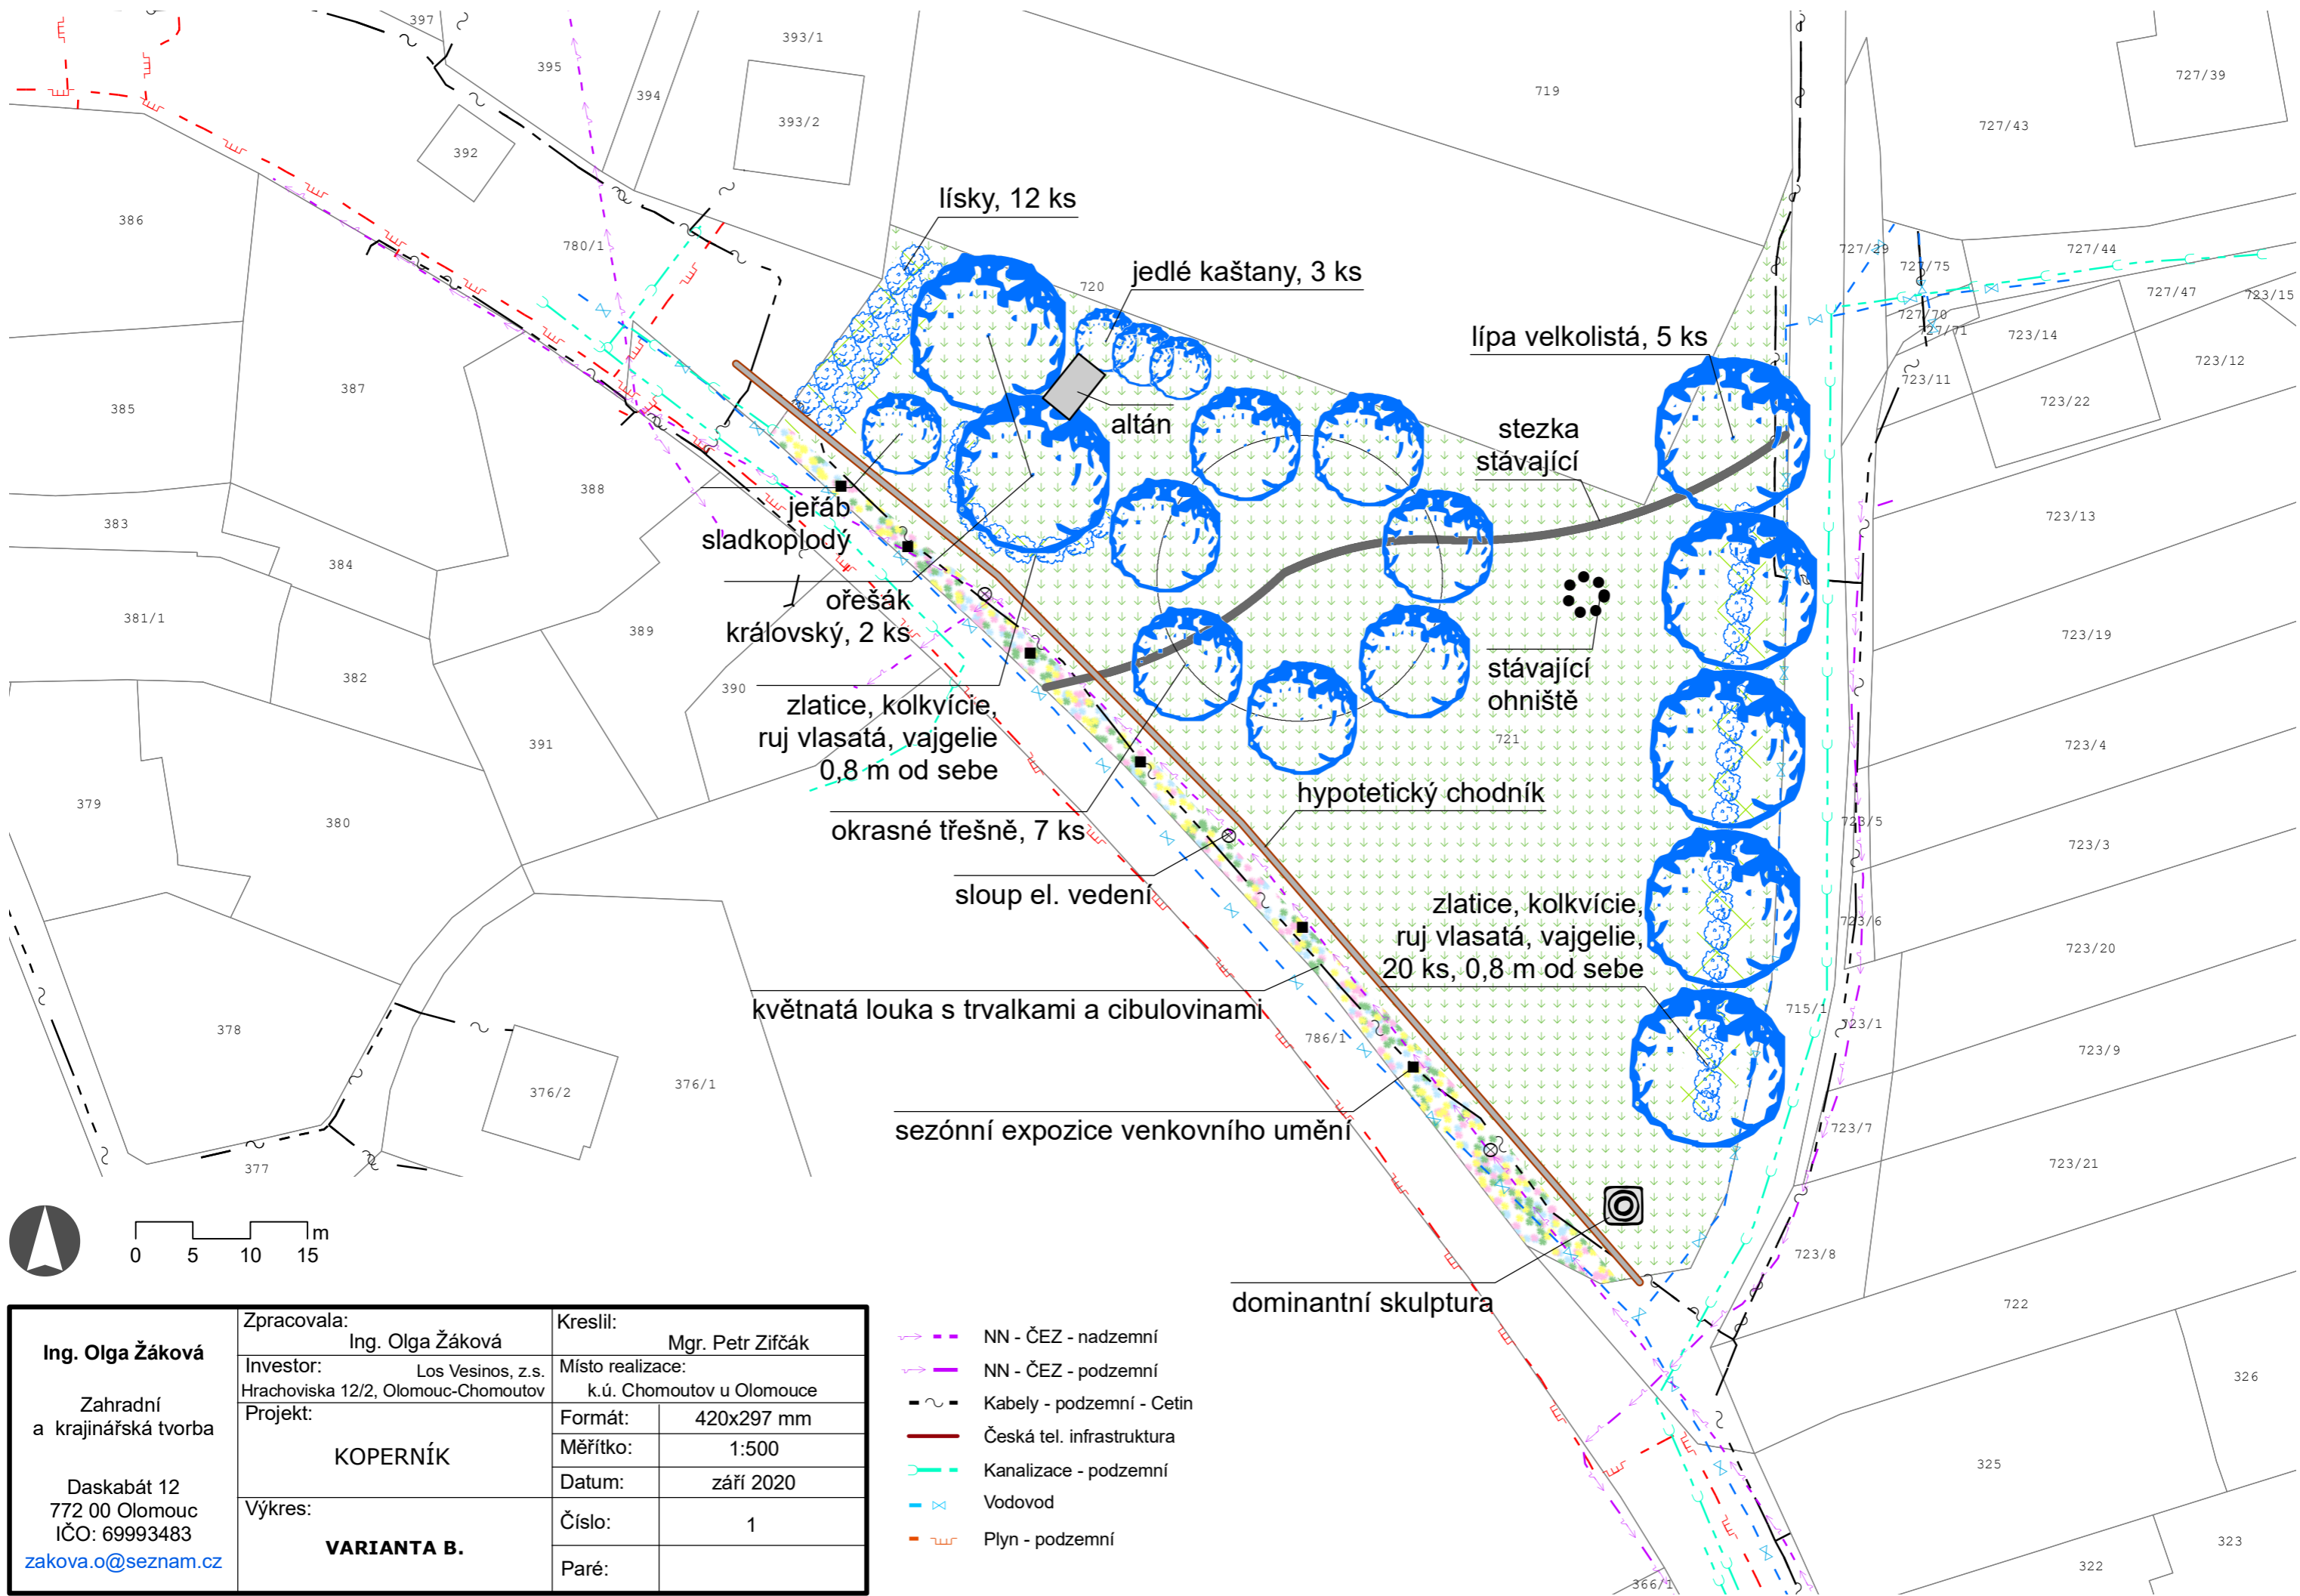 397
393/1
395
394
393/2
392
719
727/39
727/43
386
lísky, 12 ks
780/1
jedlé kaštany, 3 ks
720
727/29
727/75
727/44
727/47
723/15
727/70
727/71
723/14
lípa velkolistá, 5 ks
723/12
387
385
723/11
723/22
altán
stezka
stávající
388
383
jeřáb
sladkoplodý
723/13
384
381/1
ořešák
královský, 2 ks
389
723/19
stávající
ohniště
382
390
zlatice, kolkvície,
ruj vlasatá, vajgelie
0,8 m od sebe
391
721
723/4
379
380
hypotetický chodník
okrasné třešně, 7 ks
723/5
723/3
sloup el. vedení
zlatice, kolkvície,
ruj vlasatá, vajgelie,
20 ks, 0,8 m od sebe
723/6
723/20
květnatá louka s trvalkami a cibulovinami
715/1
723/1
378
786/1
723/9
376/2
376/1
sezónní expozice venkovního umění
723/7
377
723/21
m
0 5 10 15
723/8
dominantní skulptura
722
326
325
323
322
366/1
Ing. Olga Žáková
Zahradní
a krajinářská tvorba
Daskabát 12
772 00 Olomouc
IČO: 69993483
zakova.o@seznam.cz
Zpracovala:
Ing. Olga Žáková
Kreslil:
Mgr. Petr Zifčák
Investor: Los Vesinos, z.s.
Hrachoviska 12/2, Olomouc-Chomoutov
Místo realizace:
k.ú. Chomoutov u Olomouce
Projekt:
KOPERNÍK
Formát: 420x297 mm
Měřítko: 1:500
Datum: září 2020
Výkres:
VARIANTA B.
Číslo: 1
Paré:
NN - ČEZ - nadzemní
NN - ČEZ - podzemní
Kabely - podzemní - Cetin
Česká tel. infrastruktura
Kanalizace - podzemní
Vodovod
Plyn - podzemní